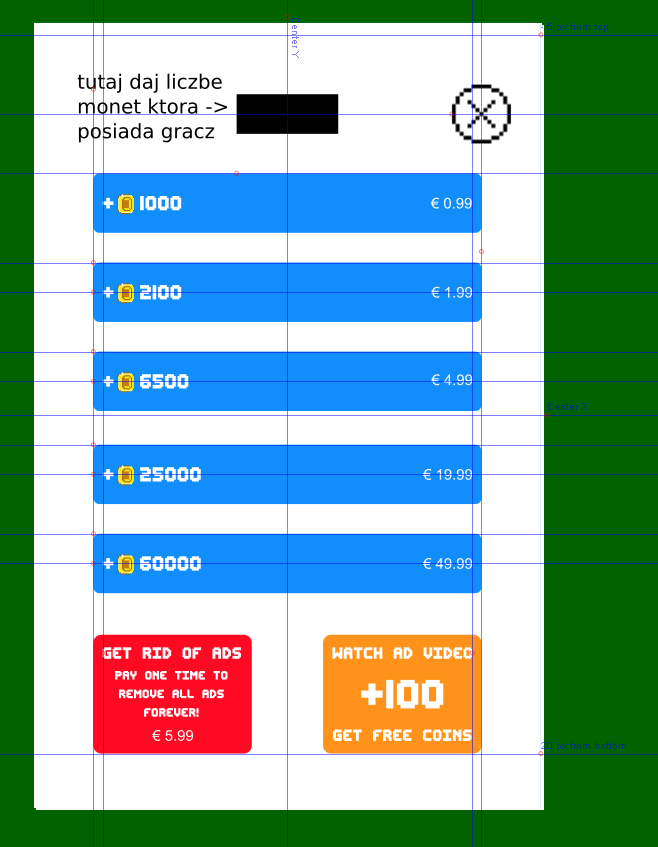 15 px from top
Center Y
tutaj daj liczbe
monet ktora ->
posiada gracz
+ 1000 € 0.99
+ 2100 € 1.99
+ 6500 € 4.99
Center X
+ 25000 € 19.99
+ 60000 € 49.99
GET RID OF ADS
PAY ONE TIME TO
REMOVE ALL ADS
FOREVER!
€ 5.99
WATCH AD VIDEO
+100
GET FREE COINS
20 px from bottom